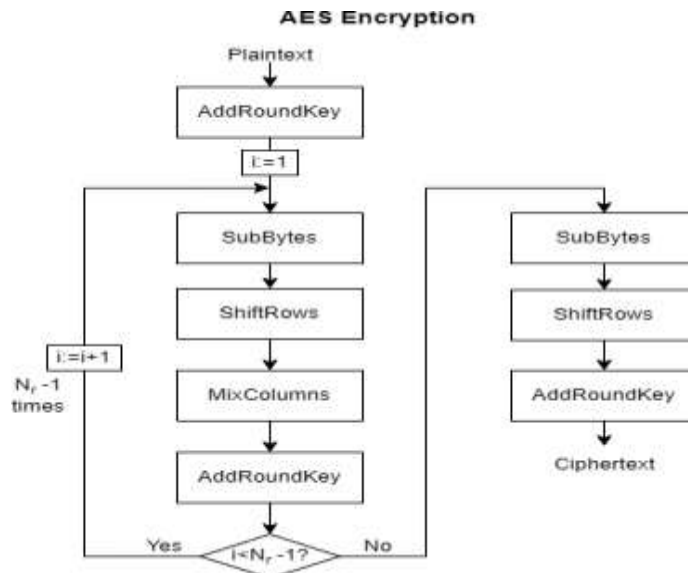 AES Encryption
Plaintext
AddRoundKey
i:=1
SubBytes
ShiftRows
MixColumns
AddRoundKey
i<Nᵣ -1?
Yes
No
i:=i+1
Nᵣ -1
times
SubBytes
ShiftRows
AddRoundKey
Ciphertext